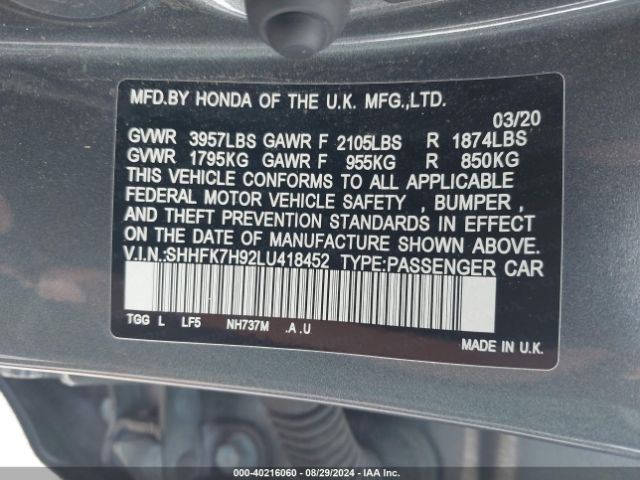 MFD.BY HONDA OF THE U.K. MFG.,LTD.
03/20
GVWR 3957LBS GAWR F 2105LBS R 1874LBS
GVWR 1795KG GAWR F 955KG R 850KG
THIS VEHICLE CONFORMS TO ALL APPLICABLE
FEDERAL MOTOR VEHICLE SAFETY , BUMPER ,
AND THEFT PREVENTION STANDARDS IN EFFECT
ON THE DATE OF MANUFACTURE SHOWN ABOVE.
V.I.N.:SHHFK7H92LU418452 TYPE:PASSENGER CAR
TGG L LF5 NH737M .A .U
MADE IN U.K.
000-40216060 - 08/29/2024 - IAA Inc.